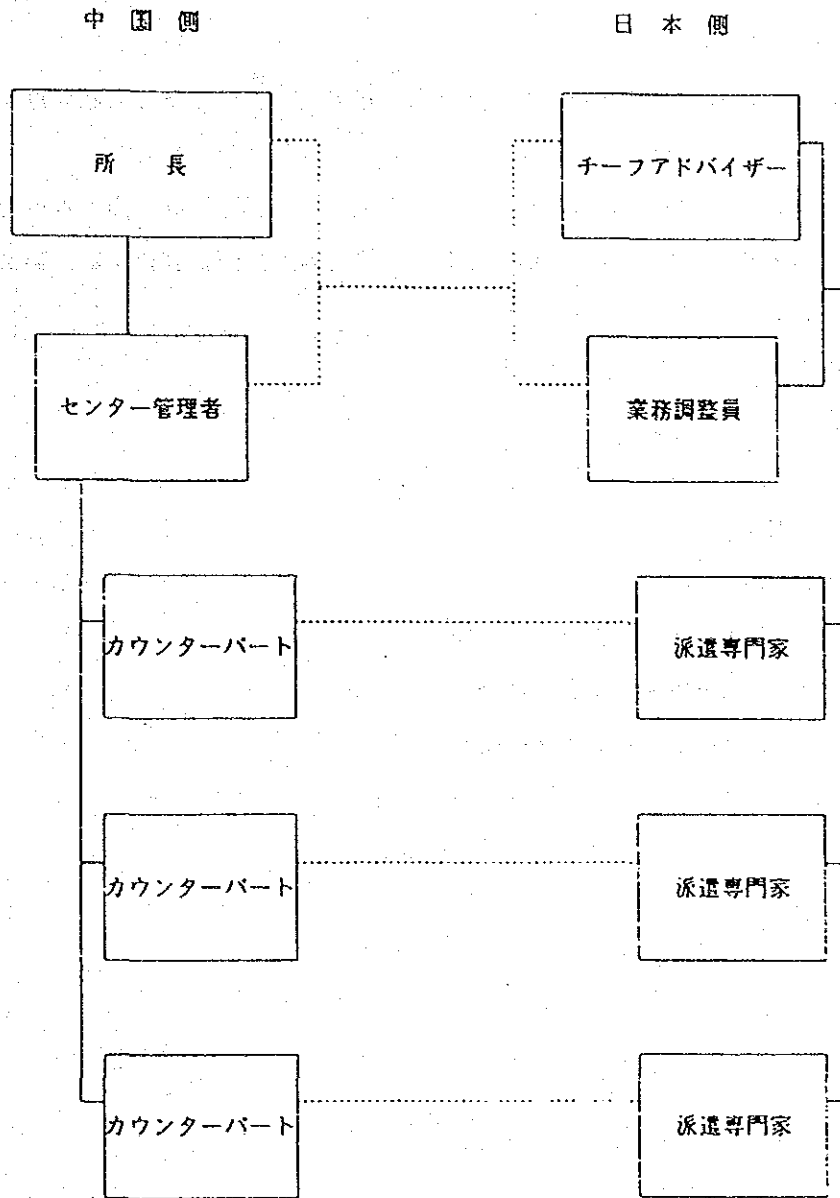 中国側 日本側
所長 チーフアドバイザー
センター管理者 業務調整員
カウンターパート 派遣専門家
カウンターパート 派遣専門家
カウンターパート 派遣専門家